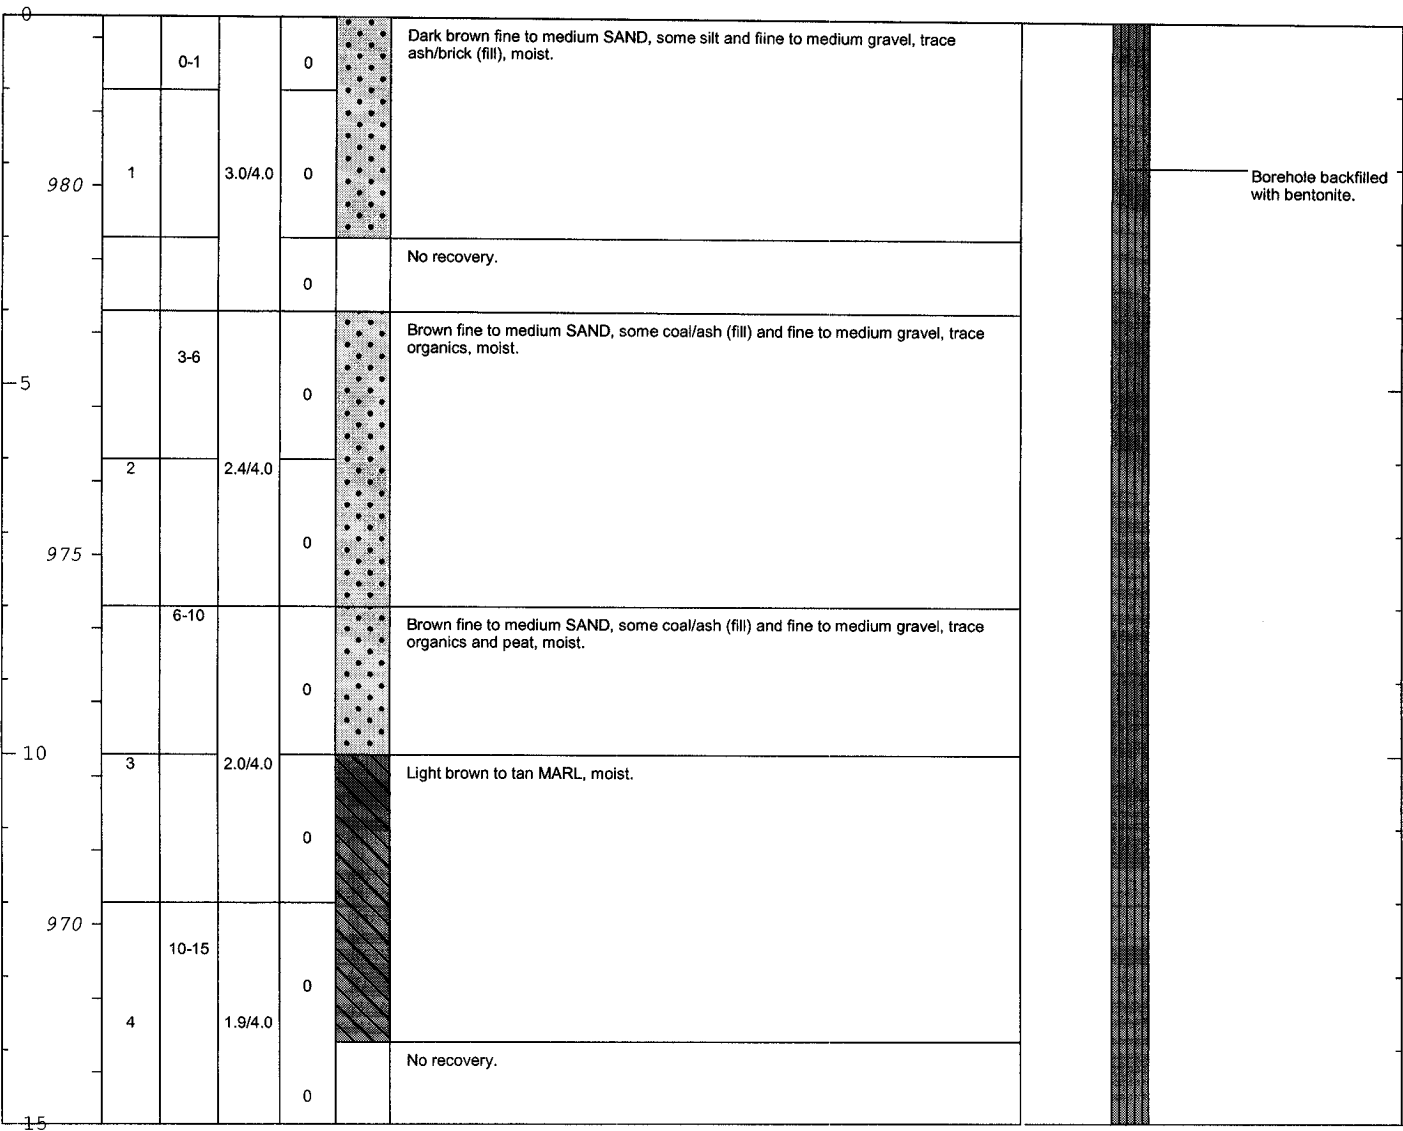 0
0-1
0
Dark brown fine to medium SAND, some silt and fiine to medium gravel, trace
ash/brick (fill), moist.
980
1
3.0/4.0
0
Borehole backfilled
with bentonite.
0
No recovery.
Brown fine to medium SAND, some coal/ash (fill) and fine to medium gravel, trace
organics, moist.
3-6
5
0
2
2.4/4.0
975
0
6-10
Brown fine to medium SAND, some coal/ash (fill) and fine to medium gravel, trace
organics and peat, moist.
0
10
3
2.0/4.0
Light brown to tan MARL, moist.
0
970
10-15
0
4
1.9/4.0
No recovery.
0
15